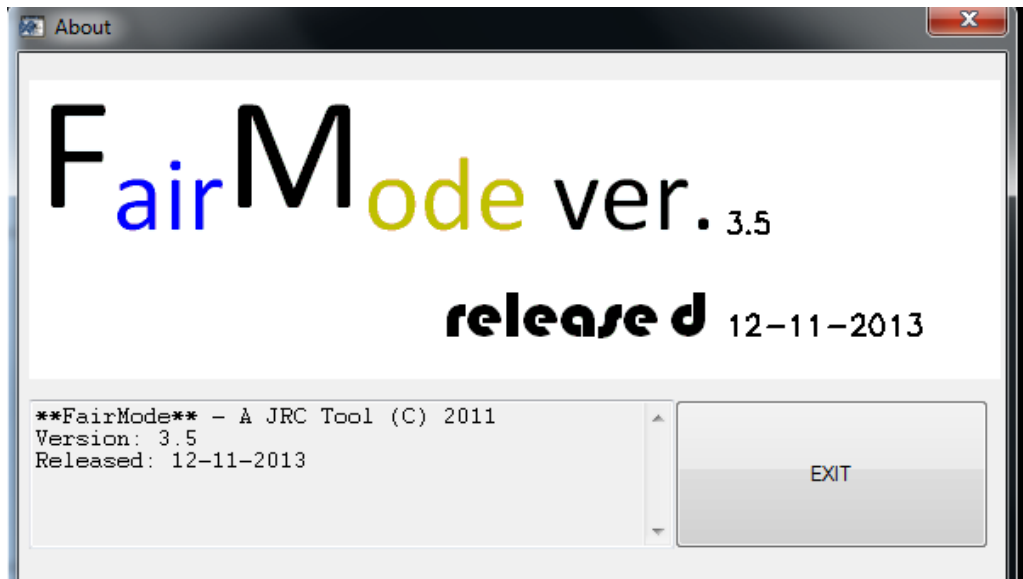 About
FairMode ver. 3.5
released 12-11-2013
**FairMode** - A JRC Tool (C) 2011
Version: 3.5
Released: 12-11-2013
EXIT